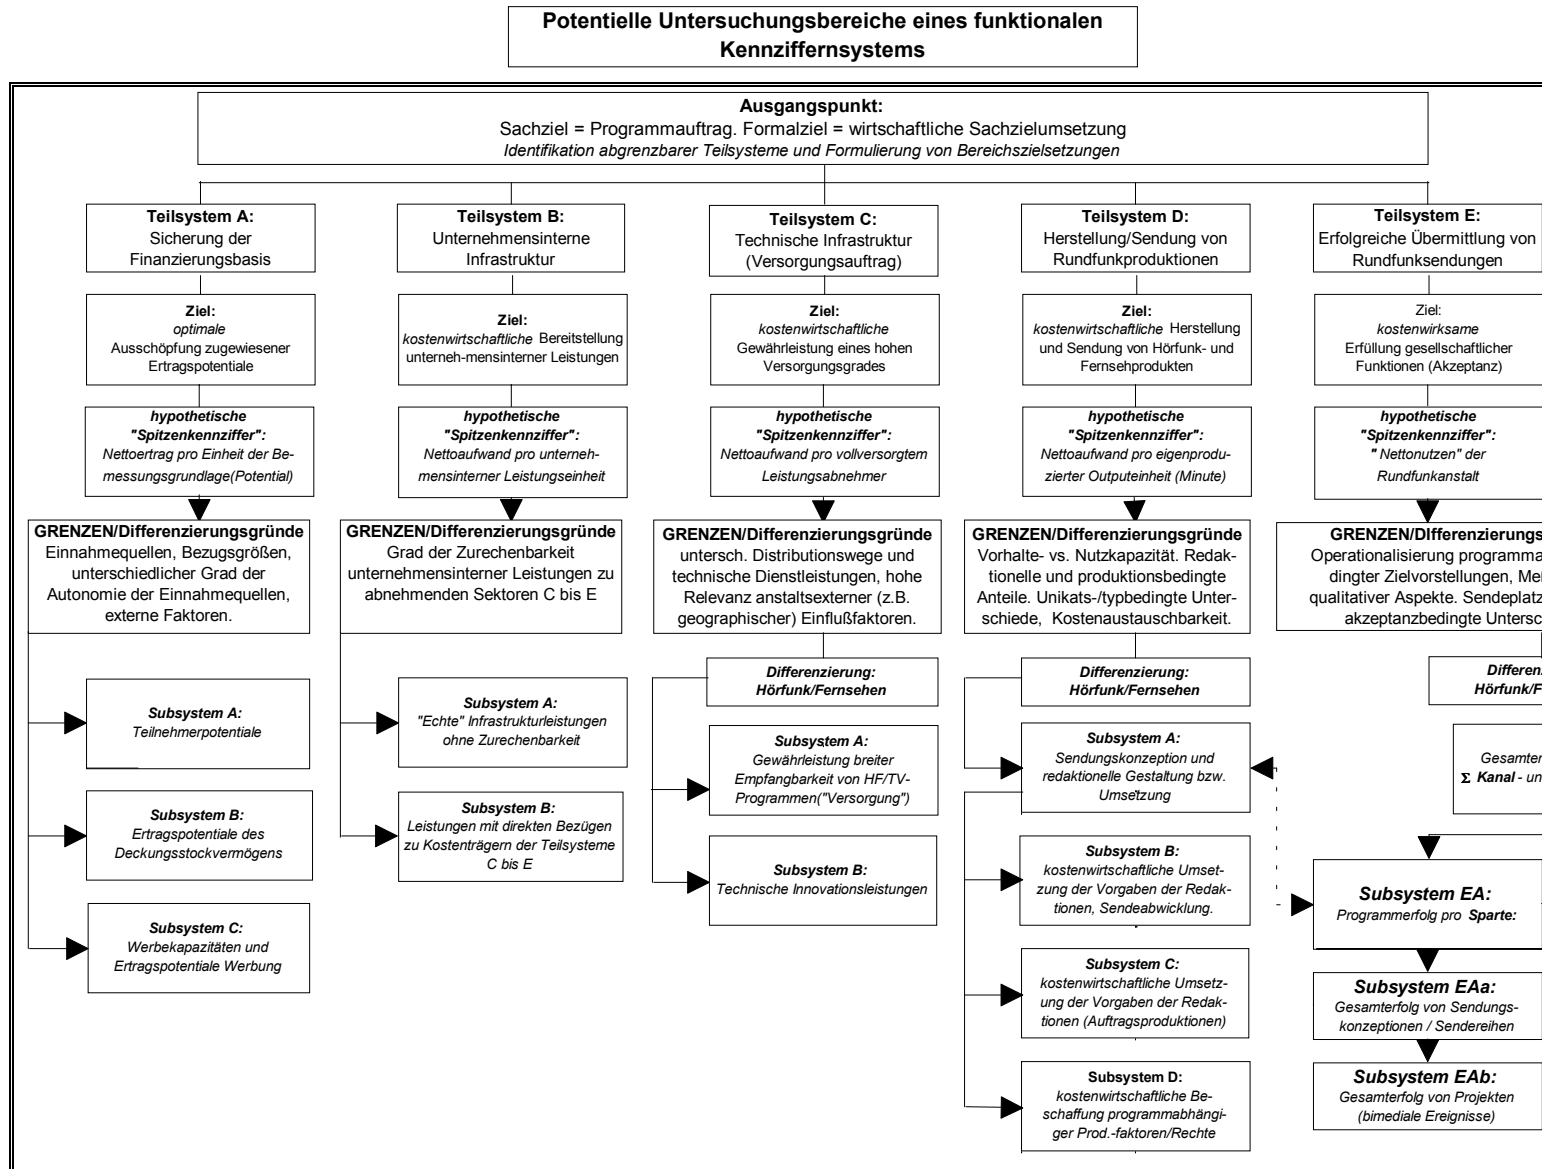 Potentielle Untersuchungsbereiche eines funktionalen
Kennziffernsystems
Ausgangspunkt:
Sachziel = Programmauftrag. Formalziel = wirtschaftliche Sachzielumsetzung
Identifikation abgrenzbarer Teilsysteme und Formulierung von Bereichszielsetzungen
Teilsystem A:
Sicherung der
Finanzierungsbasis
Ziel:
optimale
Ausschöpfung zugewiesener
Ertragspotentiale
hypothetische
"Spitzenkennziffer":
Nettoertrag pro Einheit der Be-
messungsgrundlage(Potential)
GRENZEN/Differenzierungsgründe
Einnahmequellen, Bezugsgrößen,
unterschiedlicher Grad der
Autonomie der Einnahmequellen,
externe Faktoren.
Subsystem A:
Teilnehmerpotentiale
Subsystem B:
Ertragspotentiale des
Deckungsstockvermögens
Subsystem C:
Werbekapazitäten und
Ertragspotentiale Werbung
Teilsystem B:
Unternehmensinterne
Infrastruktur
Ziel:
kostenwirtschaftliche Bereitstellung
unterneh-mensinterner Leistungen
hypothetische
"Spitzenkennziffer":
Nettoaufwand pro unterneh-
mensinterner Leistungseinheit
GRENZEN/Differenzierungsgründe
Grad der Zurechenbarkeit
unternehmensinterner Leistungen zu
abnehmenden Sektoren C bis E
Subsystem A:
"Echte" Infrastrukturleistungen
ohne Zurechenbarkeit
Subsystem B:
Leistungen mit direkten Bezügen
zu Kostenträgern der Teilsysteme
C bis E
Teilsystem C:
Technische Infrastruktur
(Versorgungsauftrag)
Ziel:
kostenwirtschaftliche
Gewährleistung eines hohen
Versorgungsgrades
hypothetische
"Spitzenkennziffer":
Nettoaufwand pro vollversorgtem
Leistungsabnehmer
GRENZEN/Differenzierungsgründe
untersch. Distributionswege und
technische Dienstleistungen, hohe
Relevanz anstaltsexterner (z.B.
geographischer) Einflußfaktoren.
Differenzierung:
Hörfunk/Fernsehen
Subsystem A:
Gewährleistung breiter
Empfangbarkeit von HF/TV-
Programmen("Versorgung")
Subsystem B:
Technische Innovationsleistungen
Teilsystem D:
Herstellung/Sendung von
Rundfunkproduktionen
Ziel:
kostenwirtschaftliche Herstellung
und Sendung von Hörfunk- und
Fernsehprodukten
hypothetische
"Spitzenkennziffer":
Nettoaufwand pro eigenprodu-
zierter Outputeinheit (Minute)
GRENZEN/Differenzierungsgründe
Vorhalte- vs. Nutzkapazität. Redak-
tionelle und produktionsbedingte
Anteile. Unikats-/typbedingte Unter-
schiede, Kostenaustauschbarkeit.
Differenzierung:
Hörfunk/Fernsehen
Subsystem A:
Sendungskonzeption und
redaktionelle Gestaltung bzw.
Umsetzung
Subsystem B:
kostenwirtschaftliche Umset-
zung der Vorgaben der Redak-
tionen, Sendeabwicklung.
Subsystem C:
kostenwirtschaftliche Umsetz-
ung der Vorgaben der Redak-
tionen (Auftragsproduktionen)
Subsystem D:
kostenwirtschaftliche Be-
schaffung programmabhängi-
ger Prod.-faktoren/Rechte
Teilsystem E:
Erfolgreiche Übermittlung von
Rundfunksendungen
Ziel:
kostenwirksame
Erfüllung gesellschaftlicher
Funktionen (Akzeptanz)
hypothetische
"Spitzenkennziffer":
" Nettonutzen" der
Rundfunkanstalt
GRENZEN/Differenzierungs
Operationalisierung programma
dingter Zielvorstellungen,
qualitativer Aspekte. Sendeplatz
akzeptanzbedingte Untersc
Differen
Hörfunk/F
Gesamter
Σ Kanal - un
Subsystem EA:
Programmerfolg pro Sparte:
Subsystem EAa:
Gesamterfolg von Sendungs-
konzeptionen / Sendereihen
Subsystem EAb:
Gesamterfolg von Projekten
(bimediale Ereignisse)